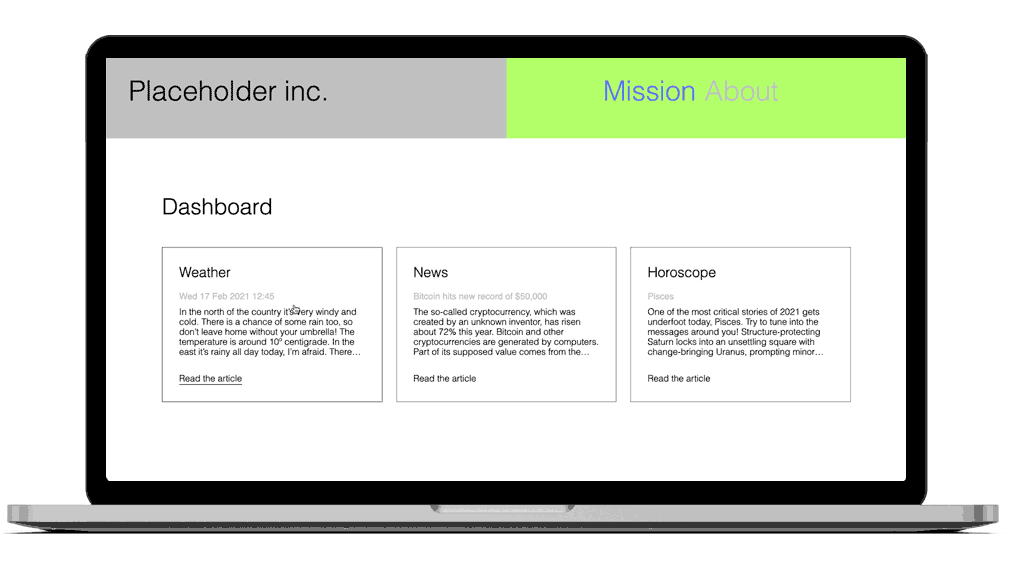 Placeholder inc.
Mission About
Dashboard
Weather
Wed 17 Feb 2021 12:45
In the north of the country it's very windy and
cold. There is a chance of some rain too, so
don't leave home without your umbrella! The
temperature is around 10° centigrade. In the
east it's rainy all day today, I'm afraid. There...
Read the article
News
Bitcoin hits new record of $50,000
The so-called cryptocurrency, which was
created by an unknown inventor, has risen
about 72% this year. Bitcoin and other
cryptocurrencies are generated by computers.
Part of its supposed value comes from the...
Read the article
Horoscope
Pisces
One of the most critical stories of 2021 gets
underfoot today, Pisces. Try to tune into the
messages around you! Structure-protecting
Saturn locks into an unsettling square with
change-bringing Uranus, prompting minor...
Read the article